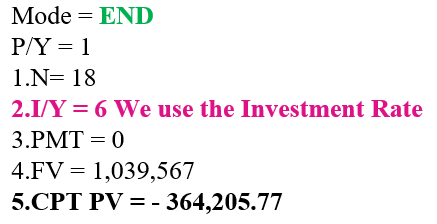 Mode = END
P/Y = 1
1.N= 18
2.I/Y = 6 We use the Investment Rate
3.PMT = 0
4.FV = 1,039,567
5.CPT PV = - 364,205.77